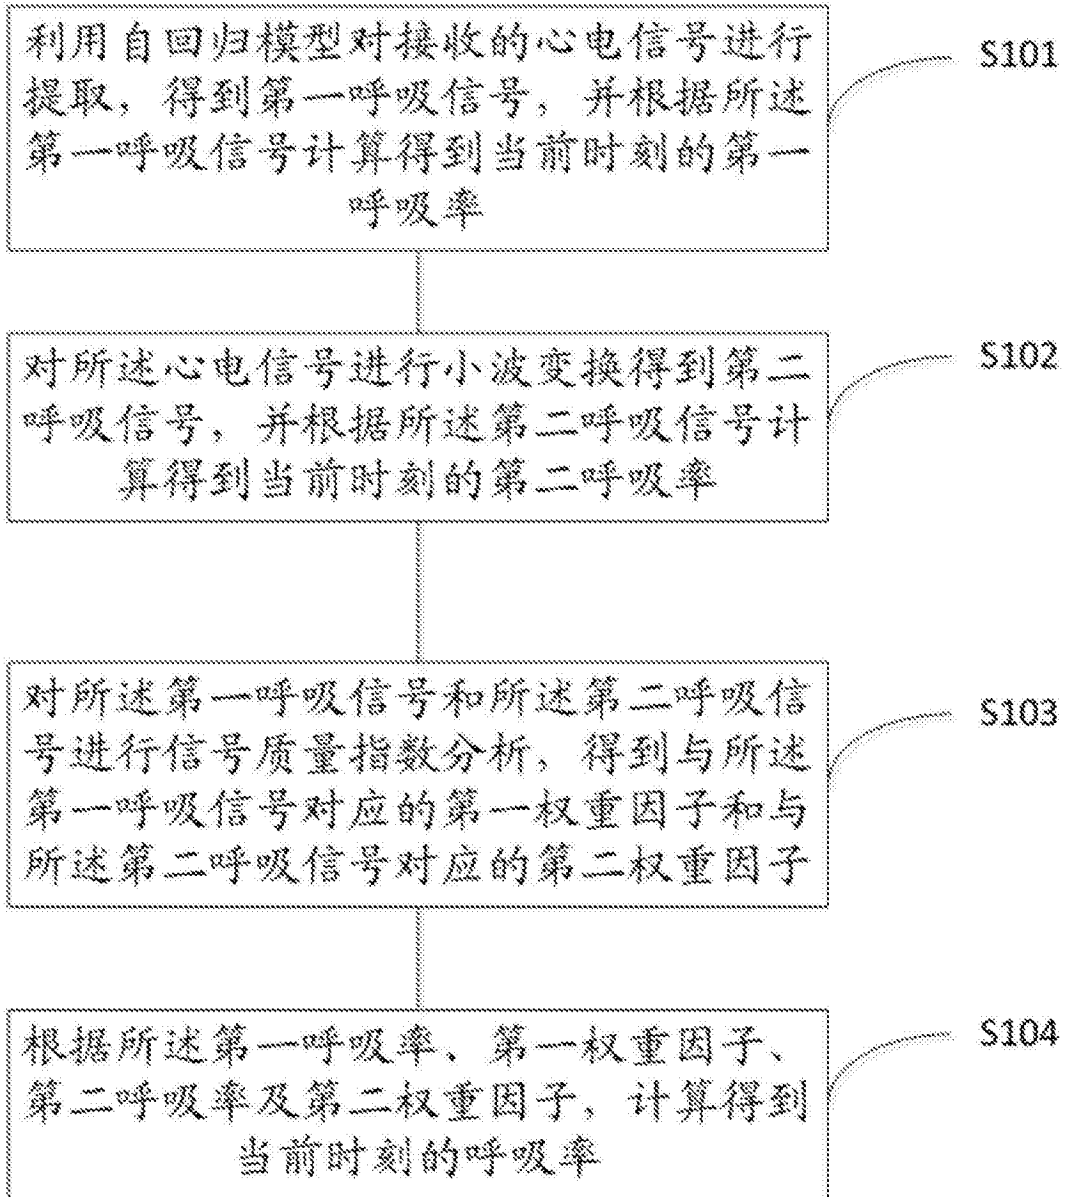 利用自回归模型对接收的心电信号进行
S101
提取，得到第一呼吸信号，并根据所述
第一呼吸信号计算得到当前时刻的第一
呼吸率
对所述心电信号进行小波变换得到第二
S102
呼吸信号，并根据所述第二呼吸信号计
算得到当前时刻的第二呼吸率
对所述第一呼吸信号和所述第二呼吸信
S103
号进行信号质量指数分析，得到与所述
第一呼吸信号对应的第一权重因子和与
所述第二呼吸信号对应的第二权重因子
根据所述第一呼吸率、第一权重因子、
S104
第二呼吸率及第二权重因子，计算得到
当前时刻的呼吸率